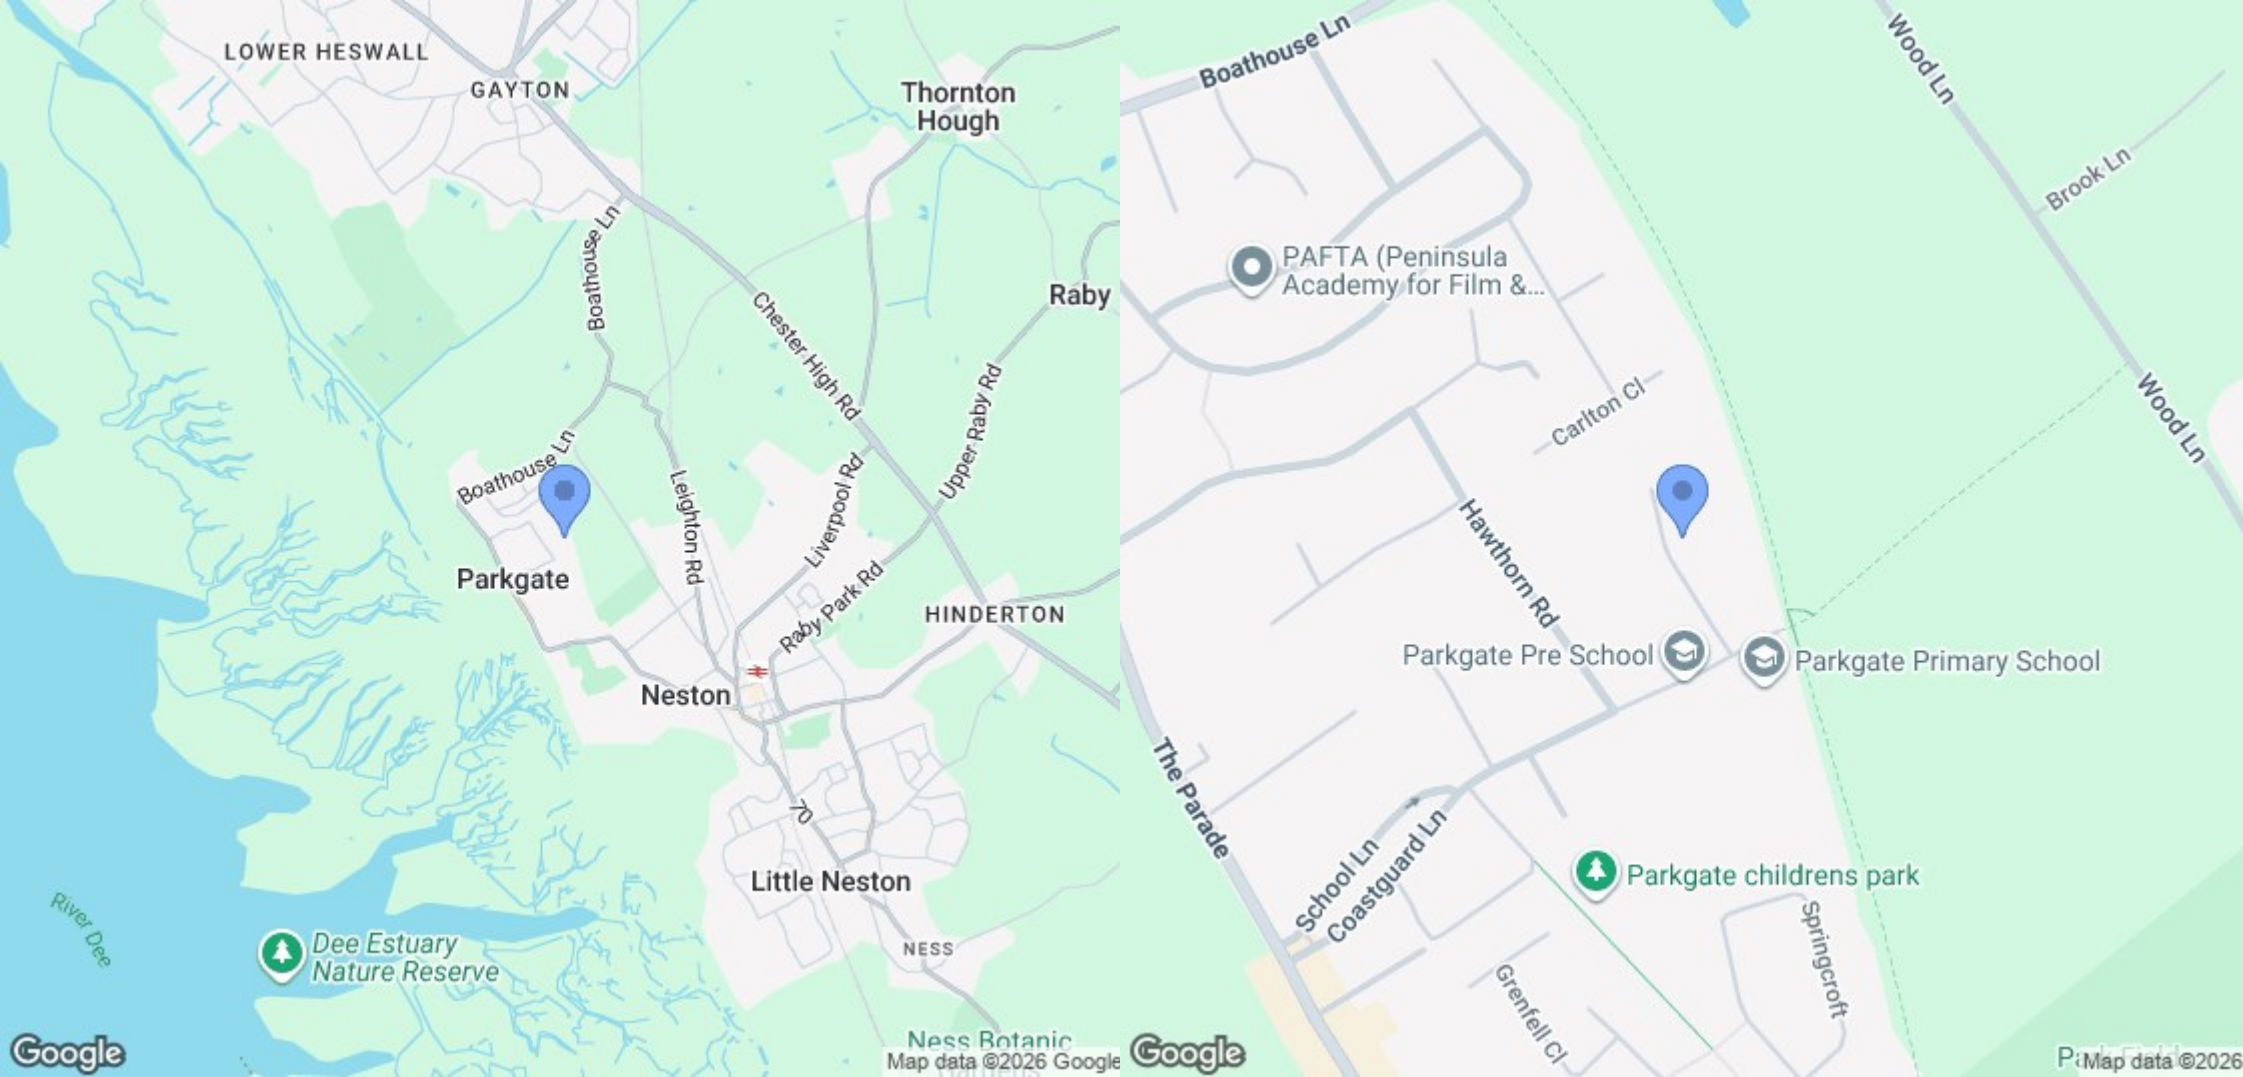 LOWER HESWALL
GAYTON
Thornton
Hough
Boathouse Ln
Raby
Chester High Rd
Upper Raby Rd
Boathouse Ln
Liverpool Rd
Leighton Rd
Parkgate
Raby Park Rd
HINDERTON
Neston
70
Little Neston
River Dee
Dee Estuary
Nature Reserve
NESS
Ness Botanic
Gardens
Google
Map data ©2026 Google
Boathouse Ln
Wood Ln
Brook Ln
PAFTA (Peninsula
Academy for Film &...
Carlton Cl
Wood Ln
Hawthorn Rd
Parkgate Pre School
Parkgate Primary School
The Parade
School Ln
Coastguard Ln
Parkgate childrens park
Springcroft
Grenfell Cl
Google
Map data ©2026